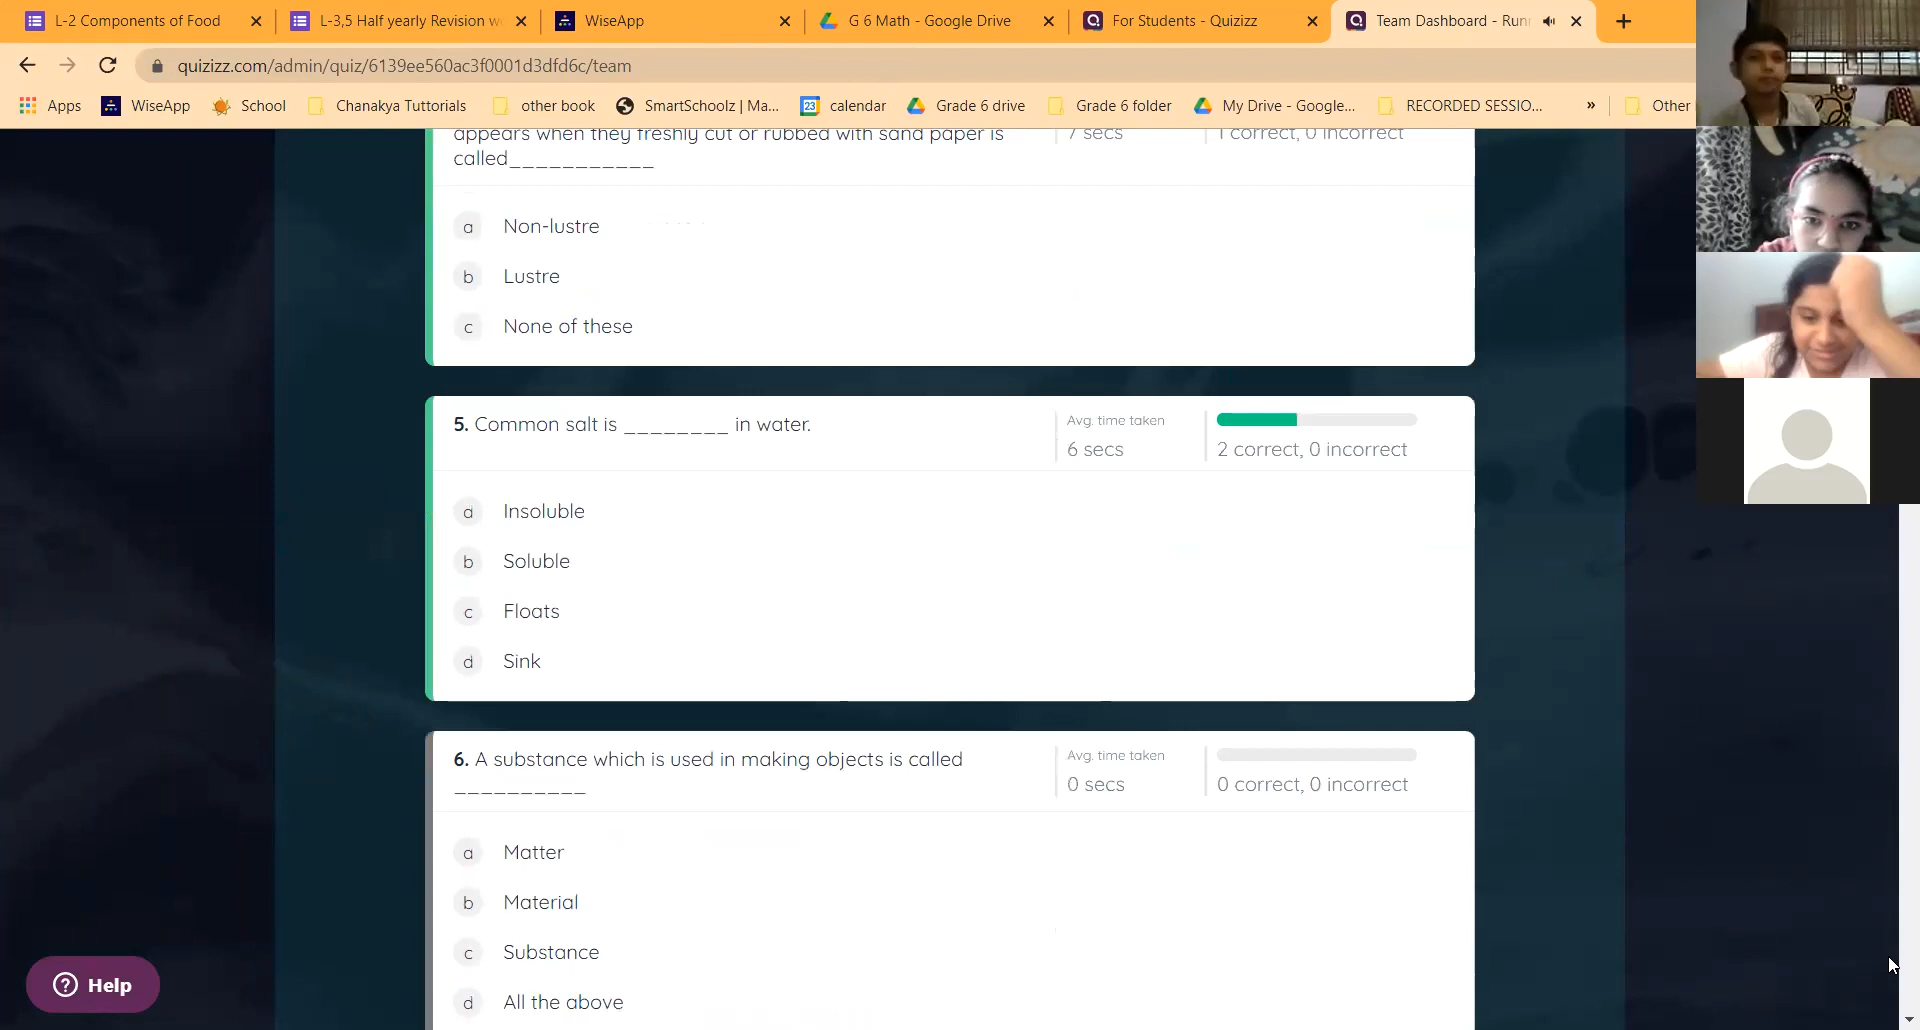 L-2 Components of Food
L-3,5 Half yearly Revision w
WiseApp
G 6 Math - Google Drive
For Students - Quizizz
Team Dashboard - Run
quizizz.com/admin/quiz/6139ee560ac3f0001d3dfd6c/team
Apps
WiseApp
School
Chanakya Tuttorials
other book
SmartSchoolz | Ma...
23
calendar
Grade 6 drive
Grade 6 folder
My Drive - Google...
RECORDED SESSIO...
»
Other
appears when they freshly cut or rubbed with sand paper is
called___________
7 secs
1 correct, 0 incorrect
a Non-lustre
b Lustre
c None of these
5. Common salt is ________ in water.
Avg. time taken
6 secs
2 correct, 0 incorrect
a Insoluble
b Soluble
c Floats
d Sink
6. A substance which is used in making objects is called
__________
Avg. time taken
0 secs
0 correct, 0 incorrect
a Matter
b Material
c Substance
d All the above
? Help